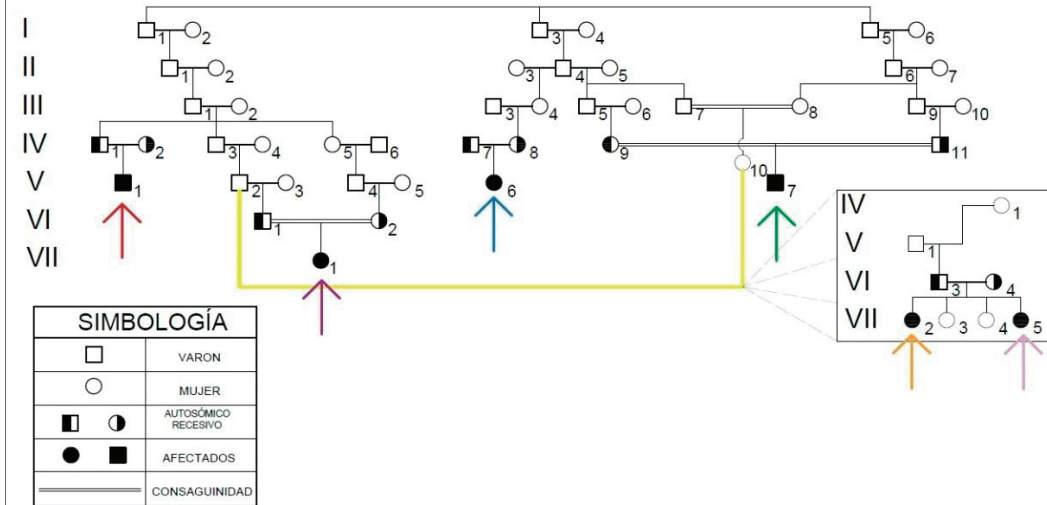 I 1 2 3 4 5 6
II 1 2 3 4 5 6 7
III 1 2 3 4 5 6 7 8 9 10
IV 1 2 3 4 5 6 7 8 9 10 11
V 1 2 3 4 5 6 7
VI 1 2
VII 1
IV 1
V 1
VI 3 4
VII 2 3 4 5
SIMBOLOGÍA
VARON
MUJER
AUTOSÓMICO
RECESIVO
AFECTADOS
CONSAGUINIDAD